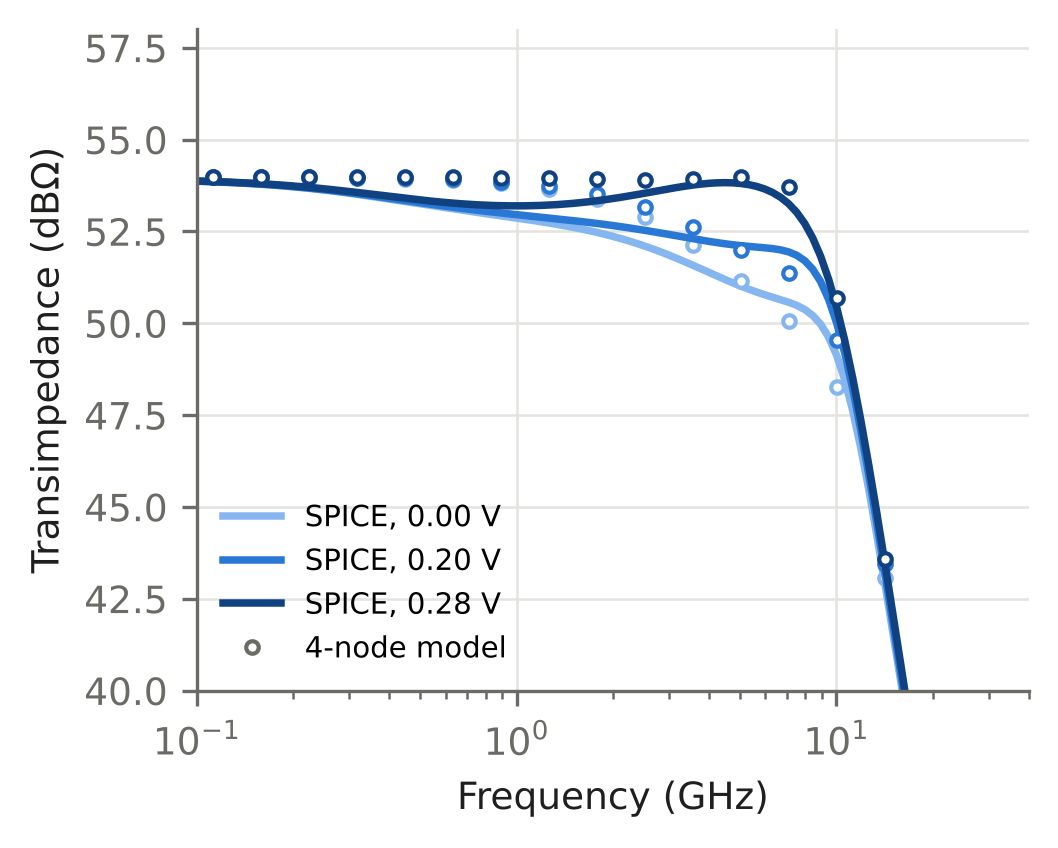 57.5
55.0
52.5
50.0
47.5
45.0
42.5
40.0
Transimpedance (dBΩ)
SPICE, 0.00 V
SPICE, 0.20 V
SPICE, 0.28 V
4-node model
10⁻¹ 10⁰ 10¹
Frequency (GHz)